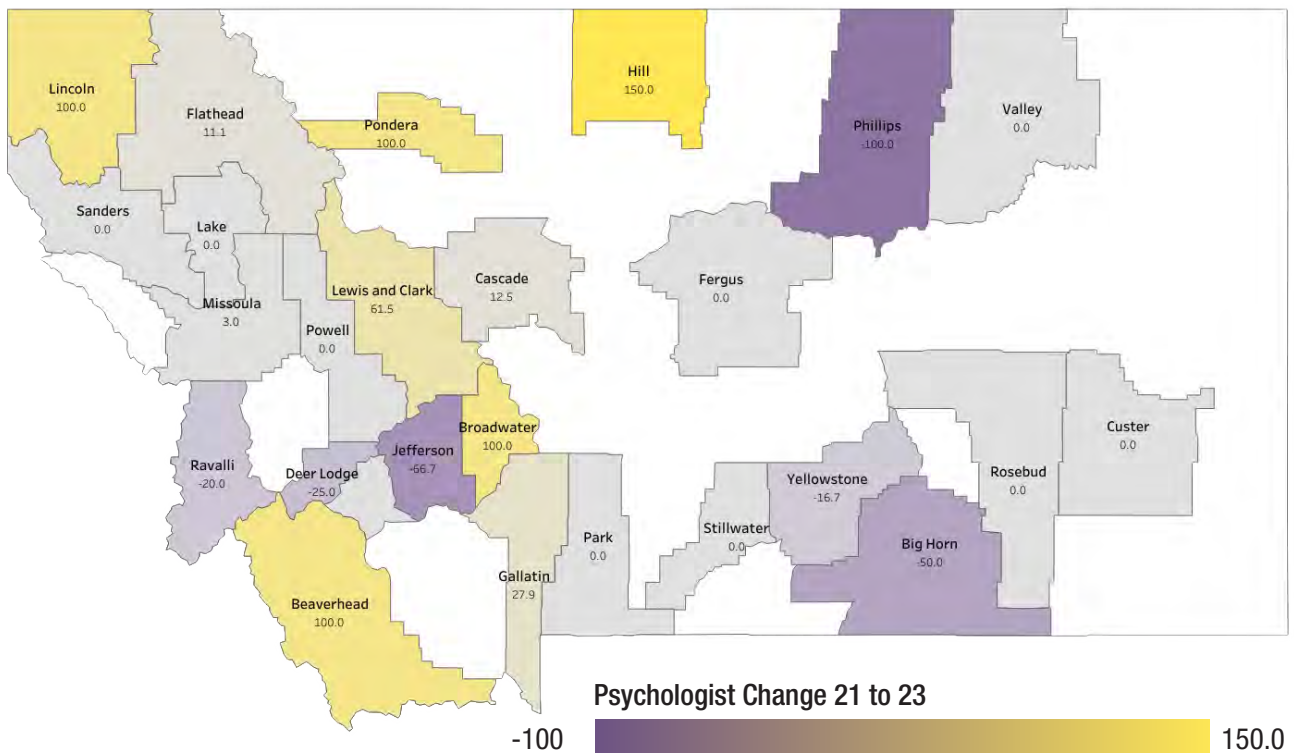 Lincoln
100.0
Flathead
11.1
Pondera
100.0
Hill
150.0
Phillips
-100.0
Valley
0.0
Sanders
0.0
Lake
0.0
Missoula
3.0
Powell
0.0
Lewis and Clark
61.5
Cascade
12.5
Fergus
0.0
Ravalli
-20.0
Deer Lodge
-25.0
Jefferson
-66.7
Broadwater
100.0
Beaverhead
100.0
Gallatin
27.9
Park
0.0
Stillwater
0.0
Yellowstone
-16.7
Big Horn
-50.0
Rosebud
0.0
Custer
0.0
Psychologist Change 21 to 23
-100
150.0